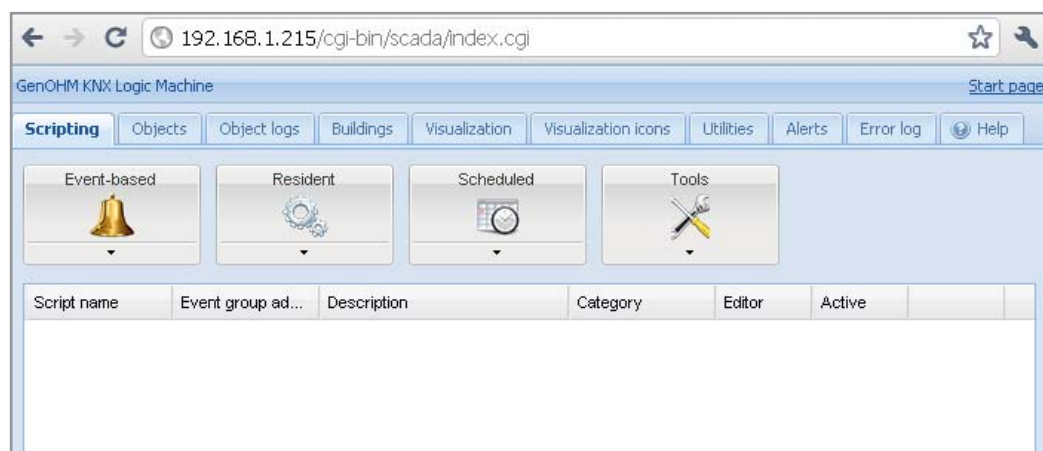 192.168.1.215/cgi-bin/scada/index.cgi
GenOHM KNX Logic Machine Start page
Scripting Objects Object logs Buildings Visualization Visualization icons Utilities Alerts Error log Help
Event-based Resident Scheduled Tools
Script name Event group ad... Description Category Editor Active